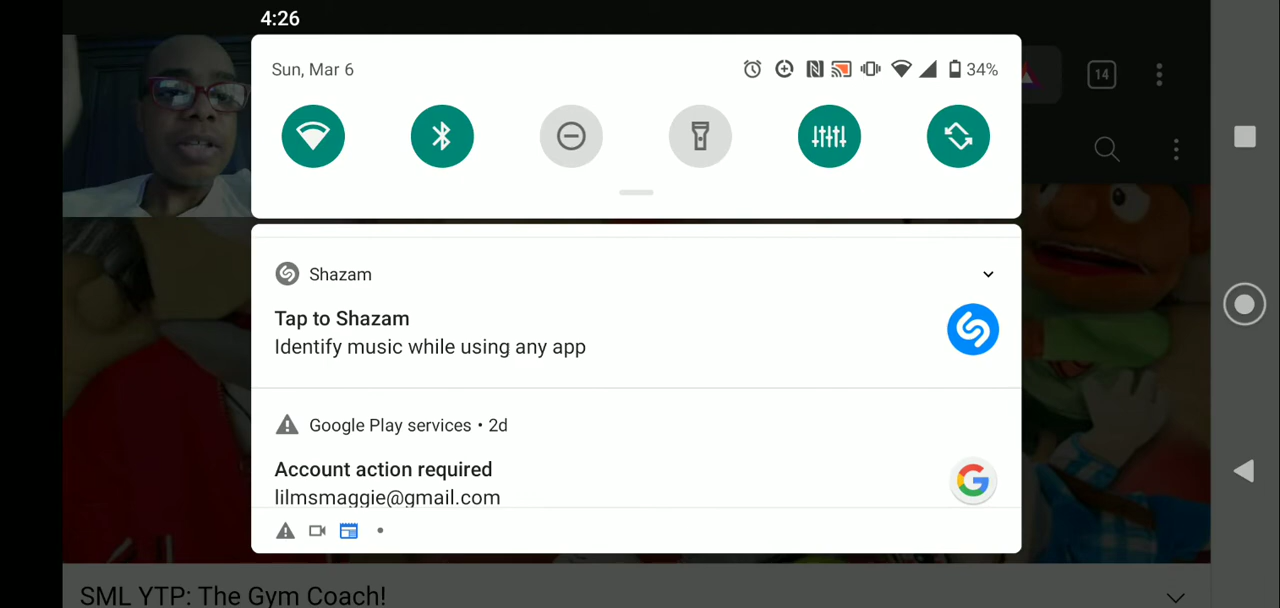 4:26
Sun, Mar 6
34%
14
Shazam
Tap to Shazam
Identify music while using any app
Google Play services • 2d
Account action required
lilmsmaggie@gmail.com
SML YTP: The Gym Coach!